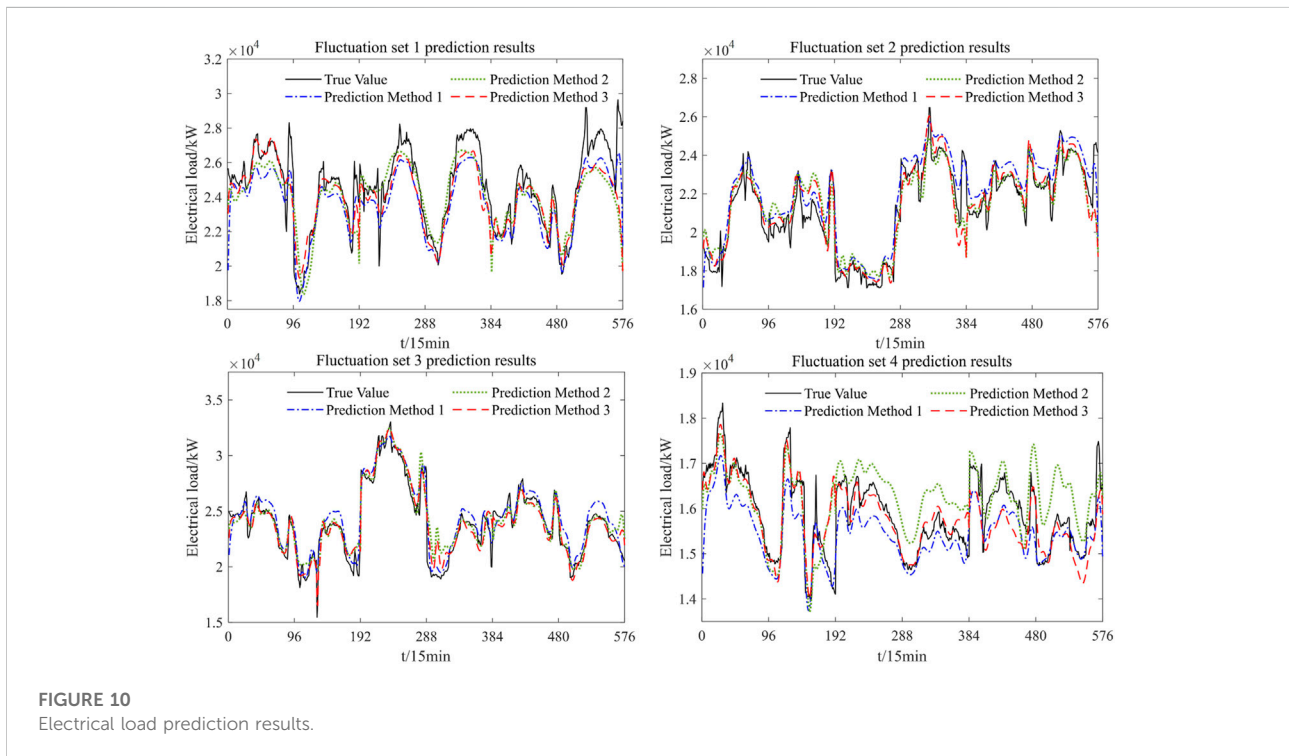 Fluctuation set 1 prediction results
×10⁴
3.2
3
2.8
2.6
2.4
2.2
2
1.8
Electrical load/kW
True Value
Prediction Method 1
Prediction Method 2
Prediction Method 3
0 96 192 288 384 480 576
t/15min
Fluctuation set 2 prediction results
×10⁴
2.8
2.6
2.4
2.2
2
1.8
1.6
Electrical load/kW
True Value
Prediction Method 1
Prediction Method 2
Prediction Method 3
0 96 192 288 384 480 576
t/15min
Fluctuation set 3 prediction results
×10⁴
3.5
3
2.5
2
1.5
Electrical load/kW
True Value
Prediction Method 1
Prediction Method 2
Prediction Method 3
0 96 192 288 384 480 576
t/15min
Fluctuation set 4 prediction results
×10⁴
1.9
1.8
1.7
1.6
1.5
1.4
Electrical load/kW
True Value
Prediction Method 1
Prediction Method 2
Prediction Method 3
0 96 192 288 384 480 576
t/15min
FIGURE 10
Electrical load prediction results.